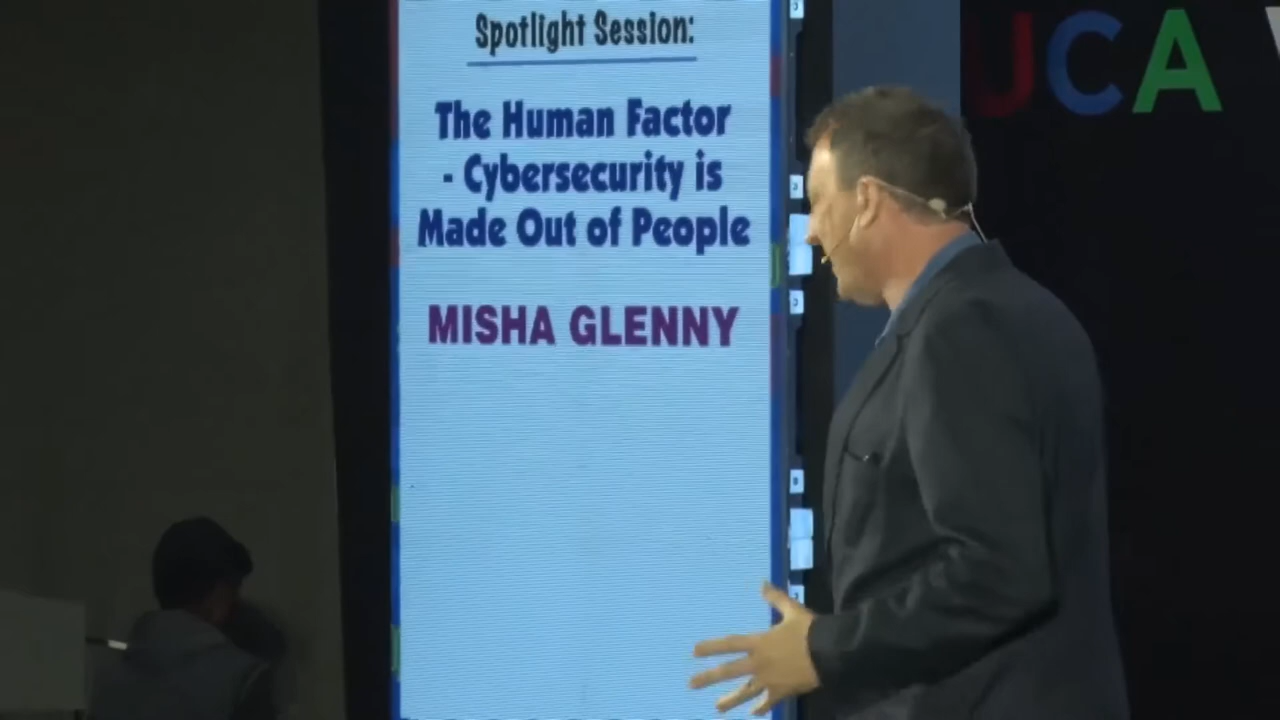 Spotlight Session:
The Human Factor
- Cybersecurity is
Made Out of People
MISHA GLENNY
UCA